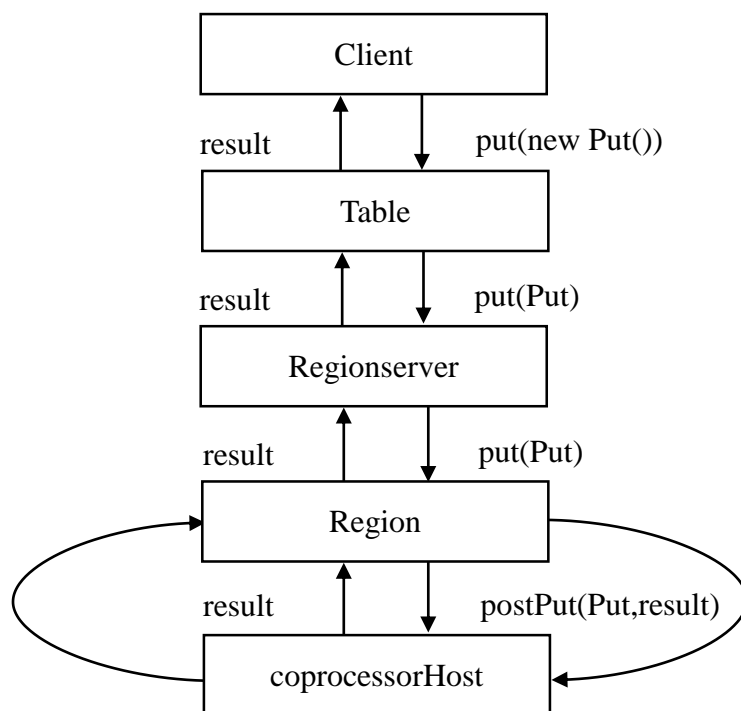 Client
result
put(new Put())
Table
result
put(Put)
Regionserver
result
put(Put)
Region
result
postPut(Put,result)
coprocessorHost